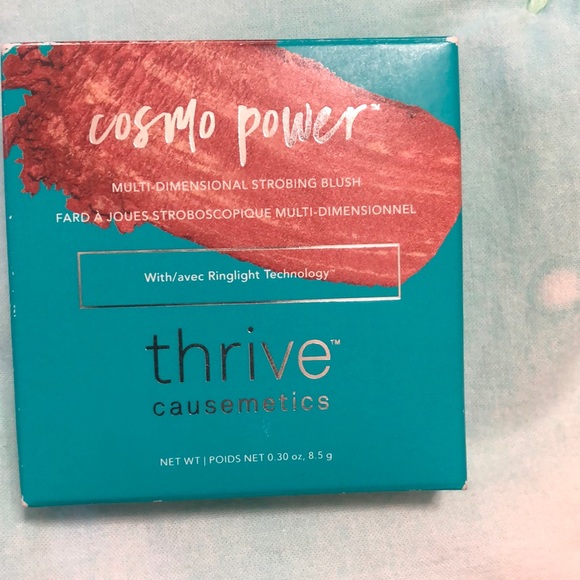 cosmo power™
MULTI-DIMENSIONAL STROBING BLUSH
FARD À JOUES STROBOSCOPIQUE MULTI-DIMENSIONNEL
With/avec Ringlight Technology™
thrive™
causemetics
NET WT | POIDS NET 0.30 oz, 8.5 g